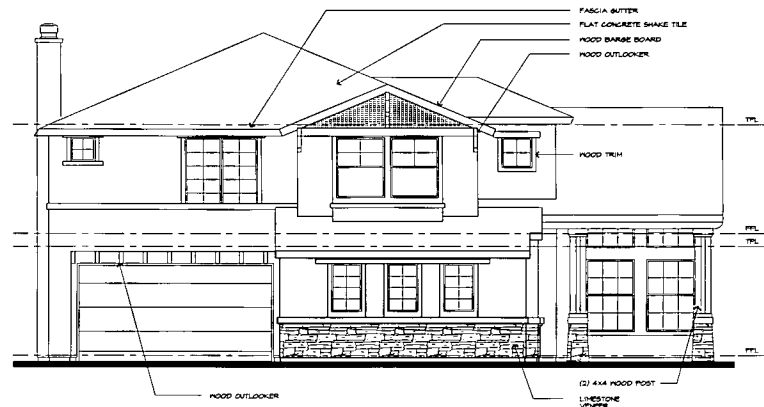 FASCIA GUTTER
FLAT CONCRETE SHAKE TILE
WOOD BARGE BOARD
WOOD OUTLOOKER
TPL
WOOD TRIM
FFL
TPL
FFL
(2) 4X4 WOOD POST
WOOD OUTLOOKER
LIMESTONE
VENEER